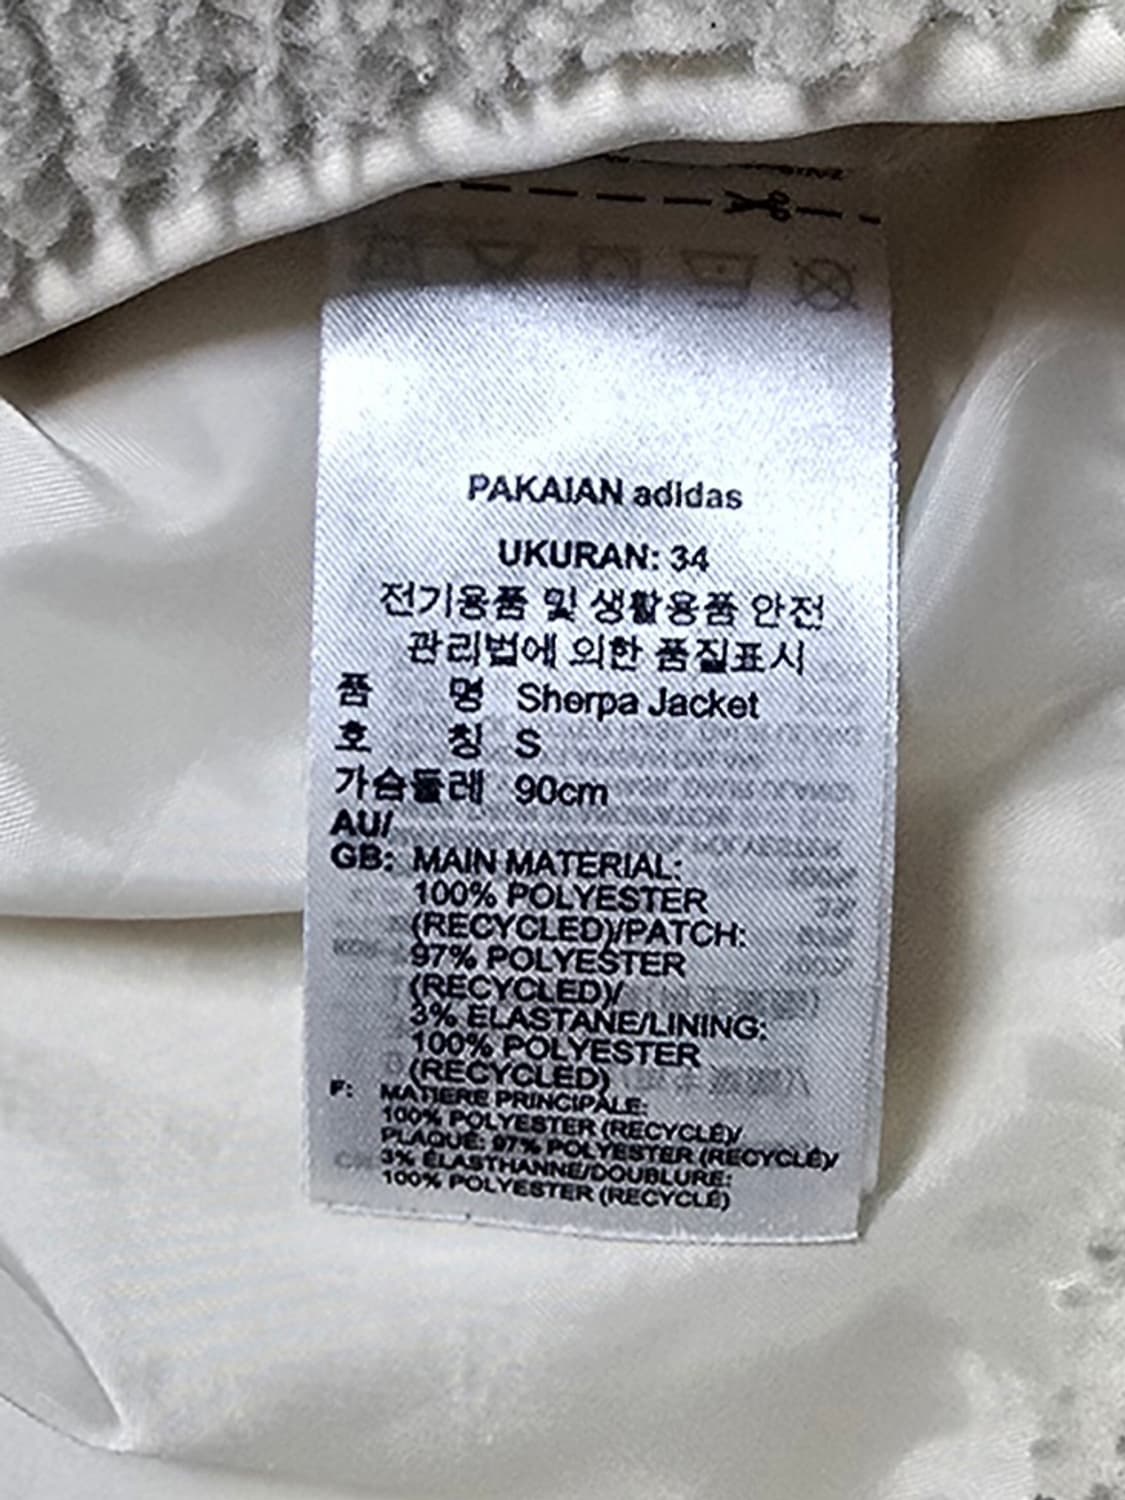 PAKAIAN adidas
UKURAN: 34
전기용품 및 생활용품 안전
관리법에 의한 품질표시
품 명 Sherpa Jacket
호 칭 S
가슴둘레 90cm
AU/
GB: MAIN MATERIAL:
100% POLYESTER
(RECYCLED)/PATCH:
97% POLYESTER
(RECYCLED)/
3% ELASTANE/LINING:
100% POLYESTER
(RECYCLED)
F: MATIÈRE PRINCIPALE:
100% POLYESTER (RECYCLÉ)/
PLAQUÉ: 97% POLYESTER (RECYCLÉ)/
3% ÉLASTHANNE/DOUBLURE:
100% POLYESTER (RECYCLÉ)